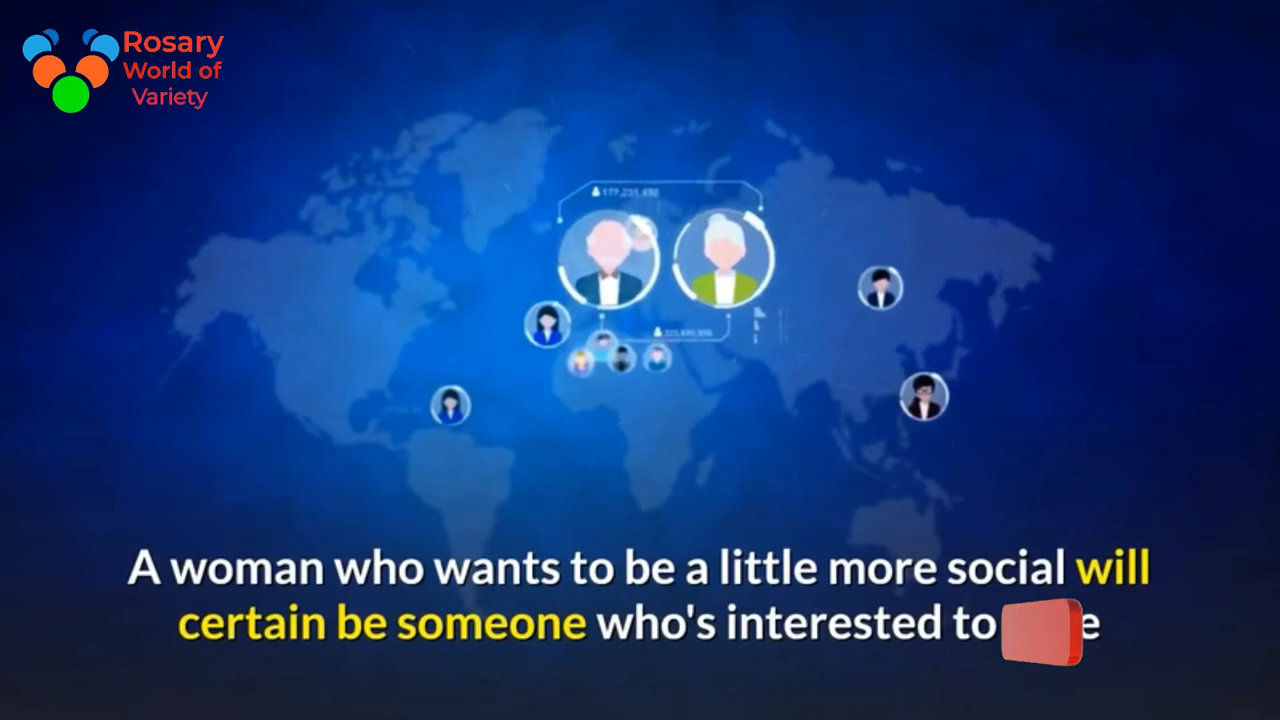 Rosary
World of
Variety
A woman who wants to be a little more social will
certain be someone who's interested to